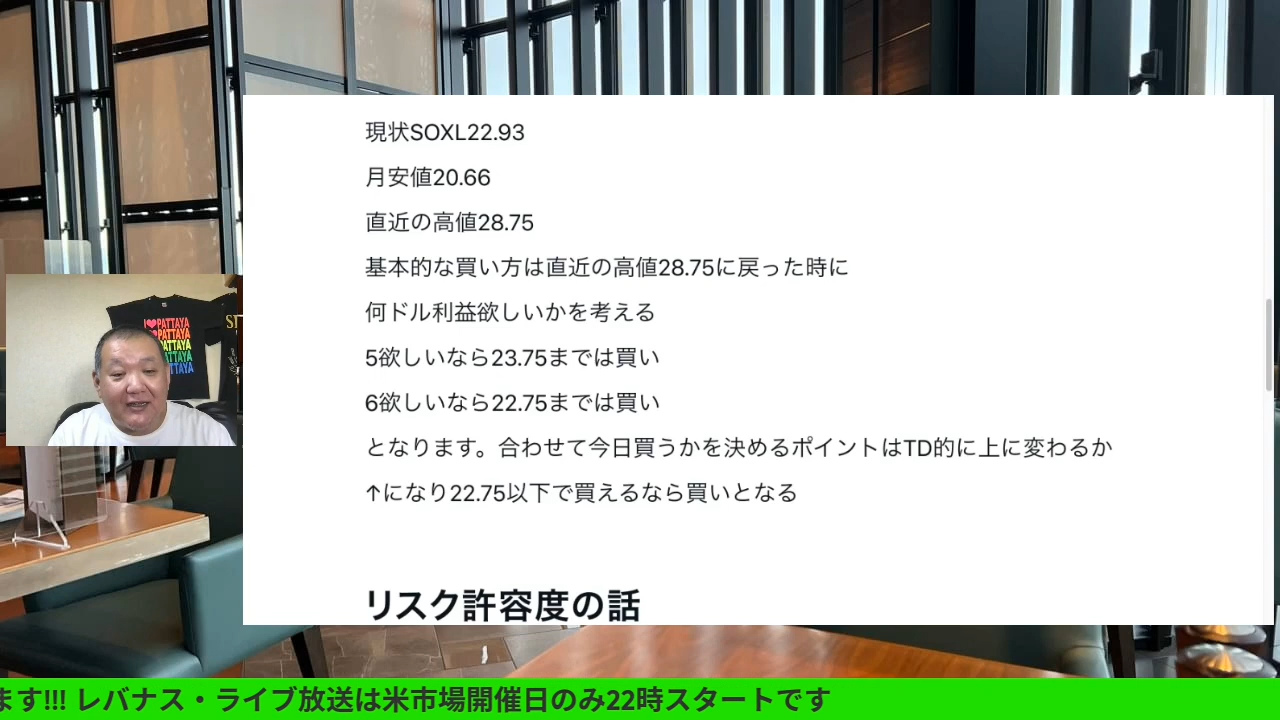 現状SOXL22.93
月安値20.66
直近の高値28.75
基本的な買い方は直近の高値28.75に戻った時に
何ドル利益欲しいかを考える
5欲しいなら23.75までは買い
6欲しいなら22.75までは買い
となります。合わせて今日買うかを決めるポイントはTD的に上に変わるか
↑になり22.75以下で買えるなら買いとなる
リスク許容度の話
I❤PATTAYA
PATTAYA
PATTAYA
ATTAYA
TTAYA
ます!!! レバナス・ライブ放送は米市場開催日のみ22時スタートです